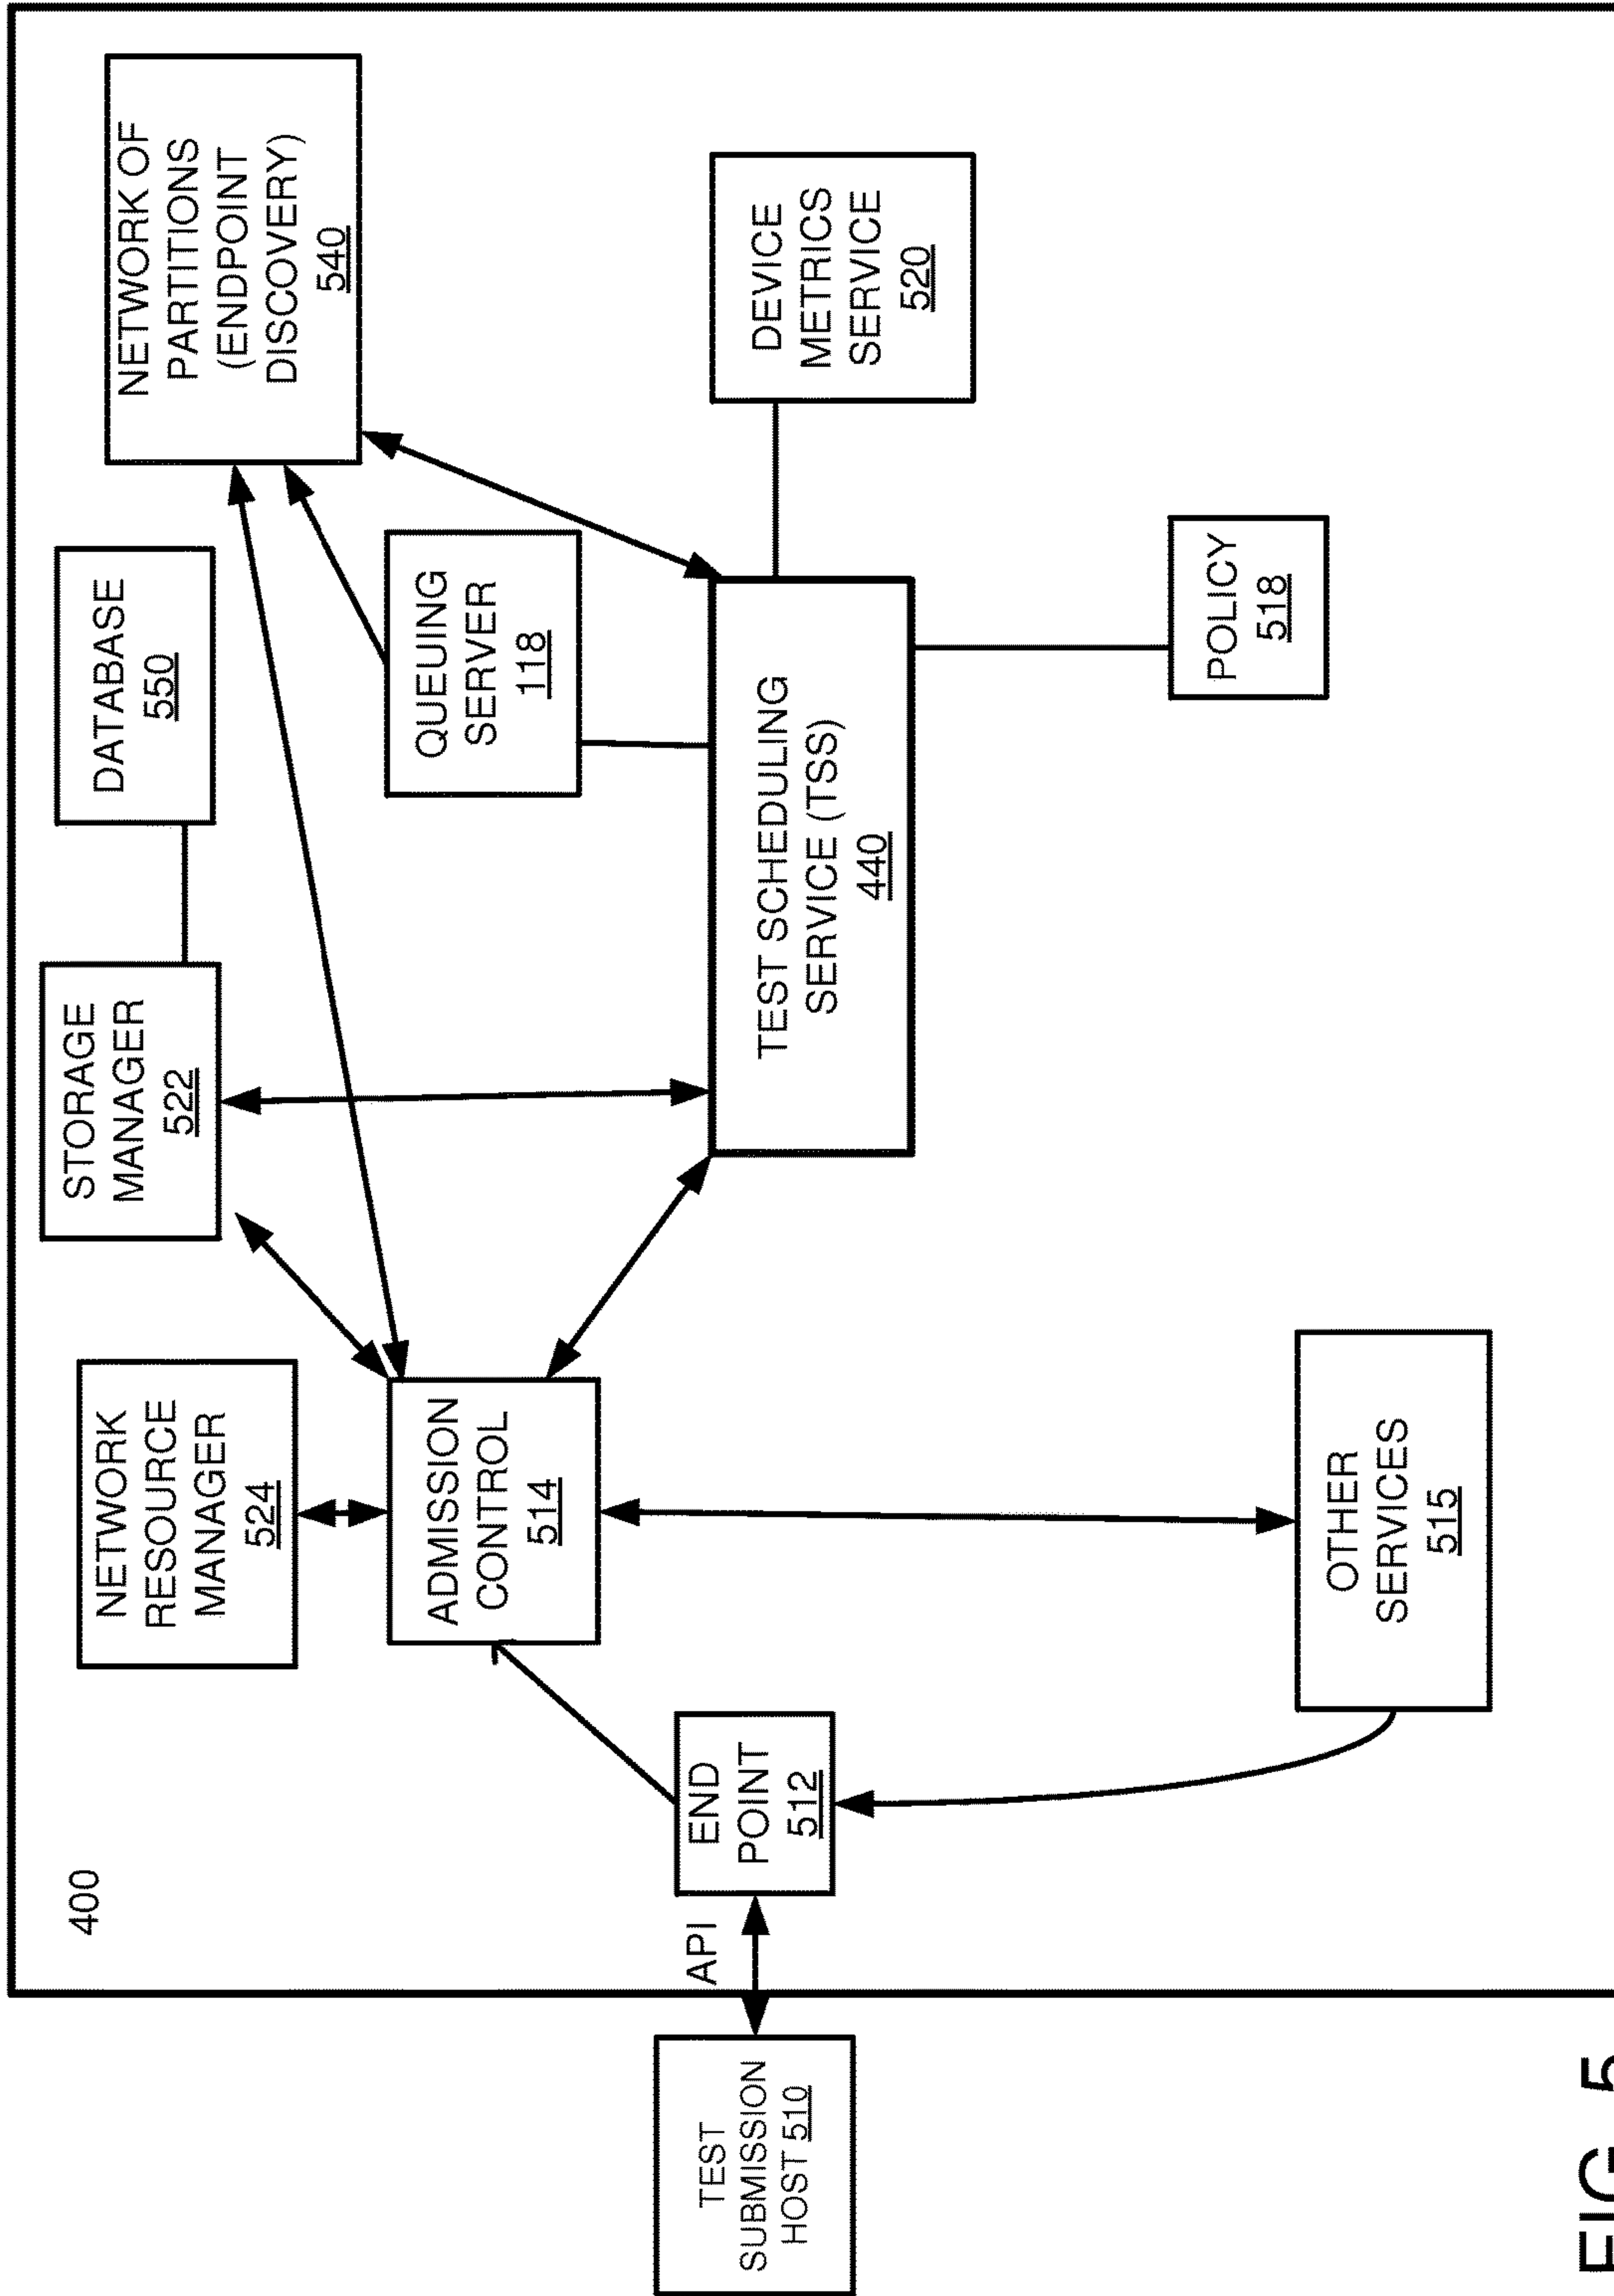 400
NETWORK
RESOURCE
MANAGER
524
STORAGE
MANAGER
522
DATABASE
550
NETWORK OF
PARTITIONS
(ENDPOINT
DISCOVERY)
540
ADMISSION
CONTROL
514
QUEUING
SERVER
118
TEST
SUBMISSION
HOST 510
API
END
POINT
512
TEST SCHEDULING
SERVICE (TSS)
440
DEVICE
METRICS
SERVICE
520
OTHER
SERVICES
515
POLICY
518
FIG. 5